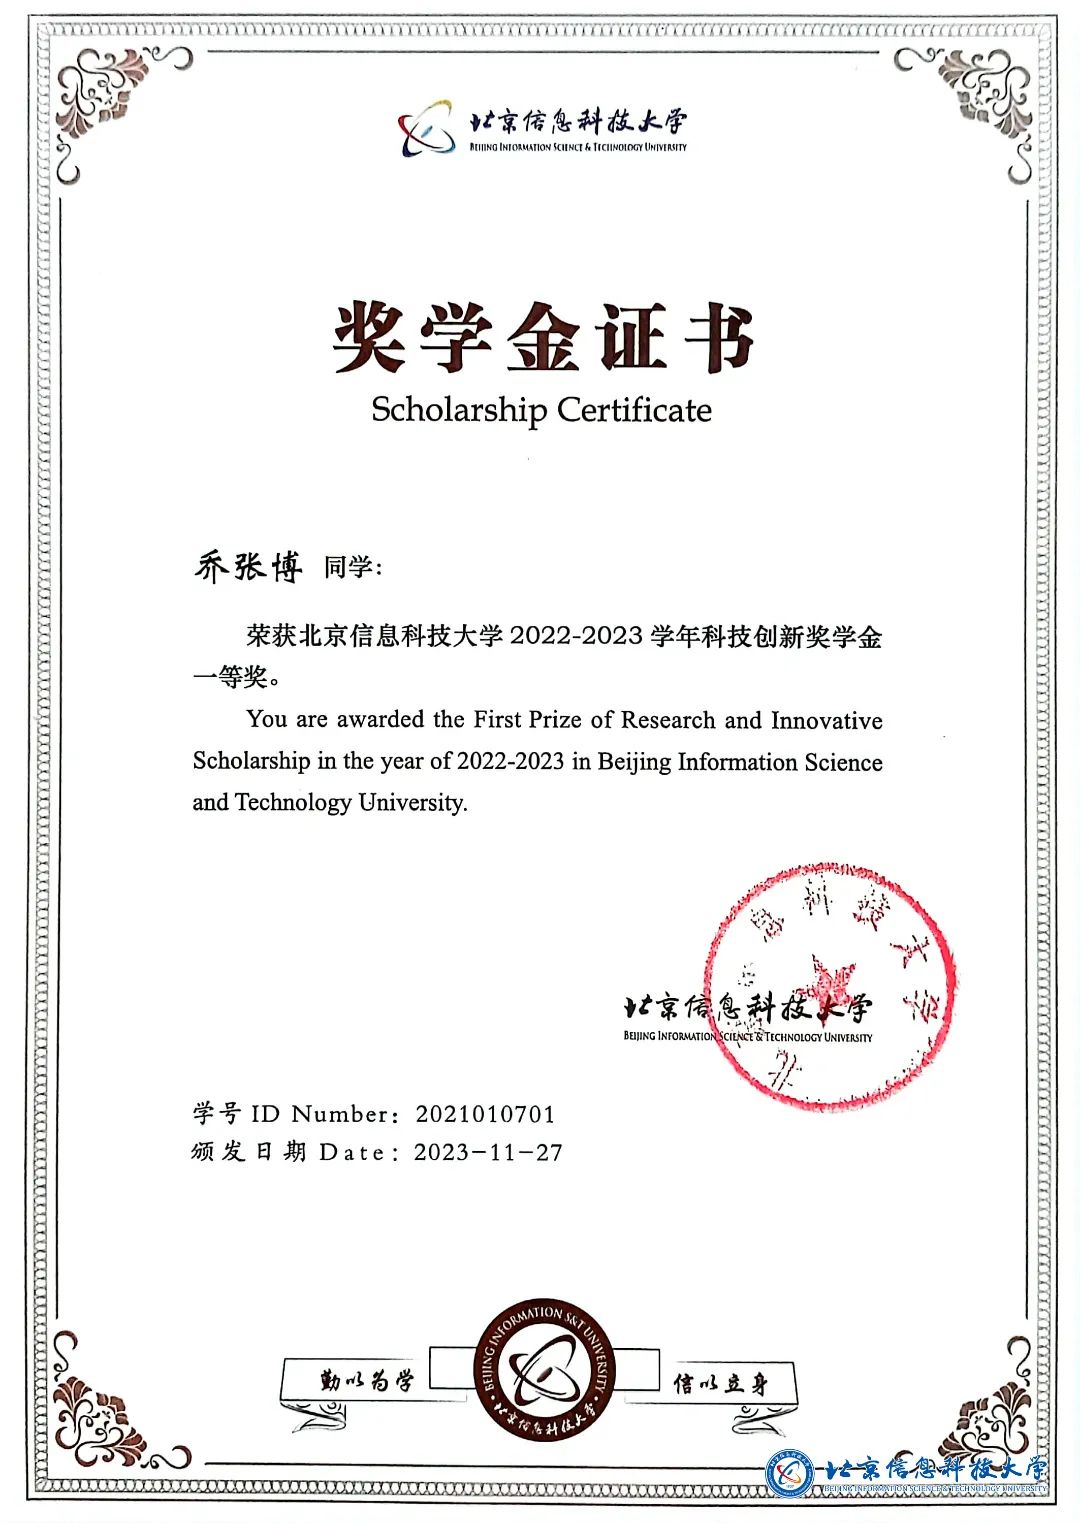 北京信息科技大学
BEIJING INFORMATION SCIENCE & TECHNOLOGY UNIVERSITY
奖学金证书
Scholarship Certificate
乔张博 同学：
荣获北京信息科技大学 2022-2023 学年科技创新奖学金
一等奖。
You are awarded the First Prize of Research and Innovative
Scholarship in the year of 2022-2023 in Beijing Information Science
and Technology University.
北京信息科技大学
BEIJING INFORMATION SCIENCE & TECHNOLOGY UNIVERSITY
息科技大学
学号 ID Number： 2021010701
颁发日期 Date： 2023-11-27
BEIJING INFORMATION S&T UNIVERSITY
勤以为学
信以立身
北京信息科技大学
北京信息科技大学
BEIJING INFORMATION SCIENCE & TECHNOLOGY UNIVERSITY